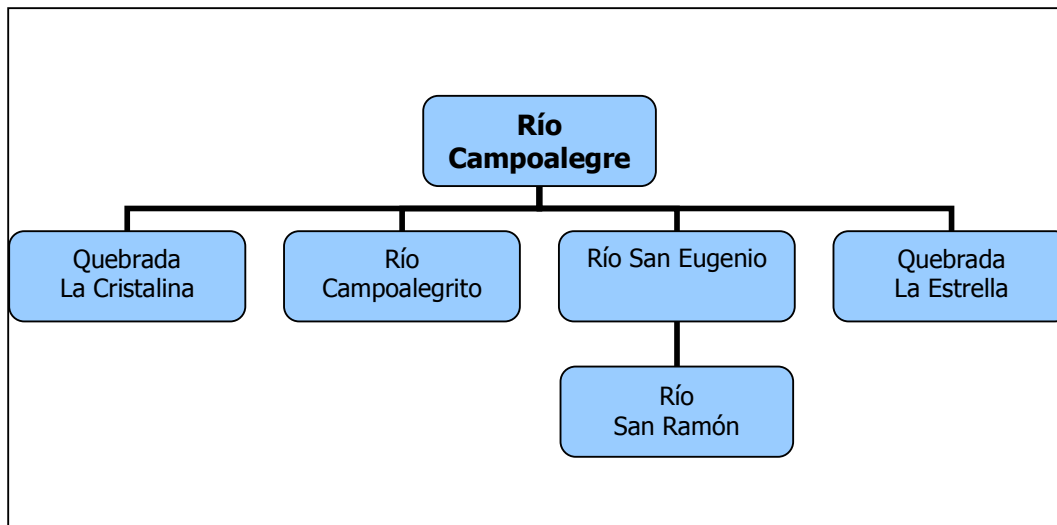 Río
Campoalegre
Quebrada
La Cristalina
Río
Campoalegrito
Río San Eugenio
Quebrada
La Estrella
Río
San Ramón